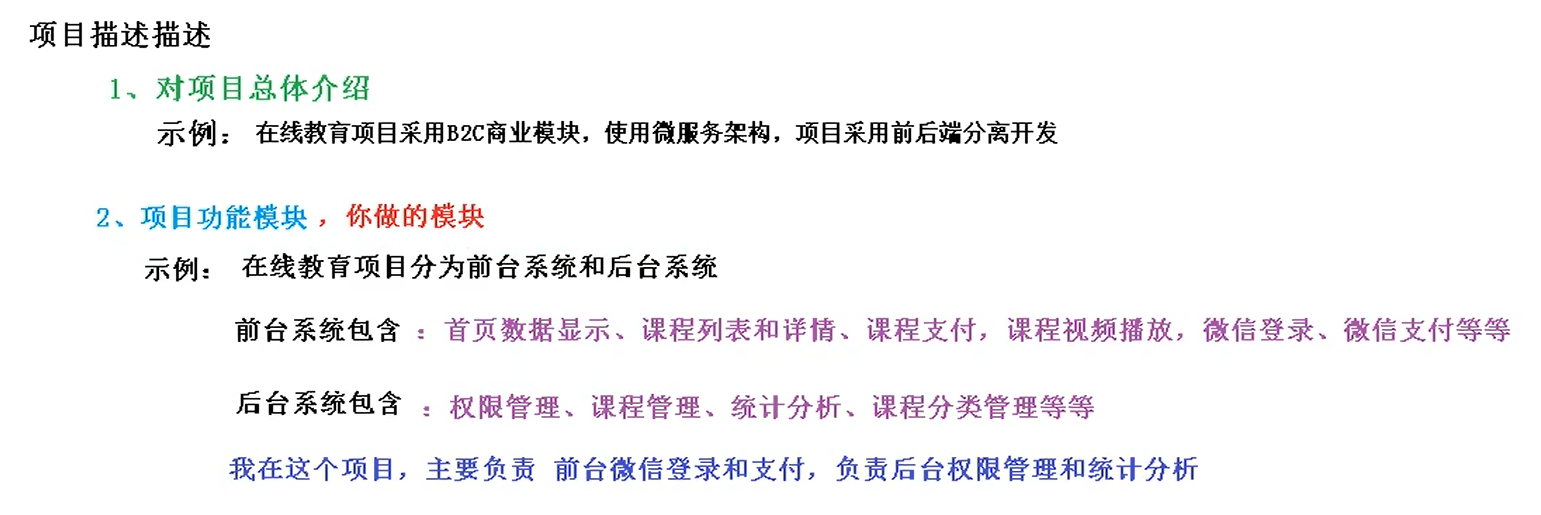 项目描述描述
1、对项目总体介绍
示例： 在线教育项目采用B2C商业模块，使用微服务架构，项目采用前后端分离开发
2、项目功能模块 ，你做的模块
示例： 在线教育项目分为前台系统和后台系统
前台系统包含 ：首页数据显示、课程列表和详情、课程支付，课程视频播放，微信登录、微信支付等等
后台系统包含 ：权限管理、课程管理、统计分析、课程分类管理等等
我在这个项目，主要负责 前台微信登录和支付，负责后台权限管理和统计分析